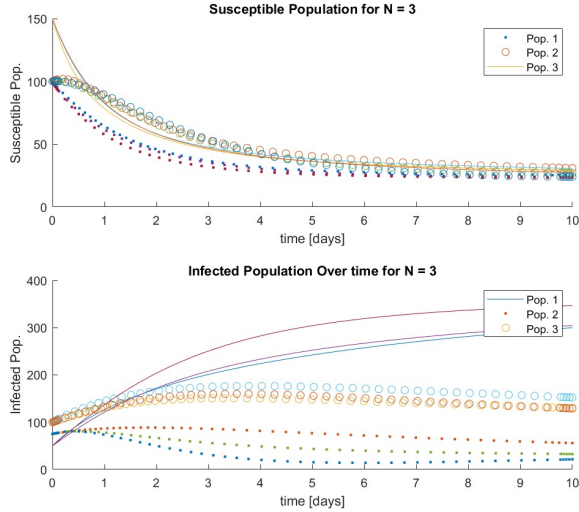 Susceptible Population for N = 3
150
100
50
0
Susceptible Pop.
0 1 2 3 4 5 6 7 8 9 10
time [days]
Pop. 1
Pop. 2
Pop. 3
Infected Population Over time for N = 3
400
300
200
100
0
Infected Pop.
0 1 2 3 4 5 6 7 8 9 10
time [days]
Pop. 1
Pop. 2
Pop. 3